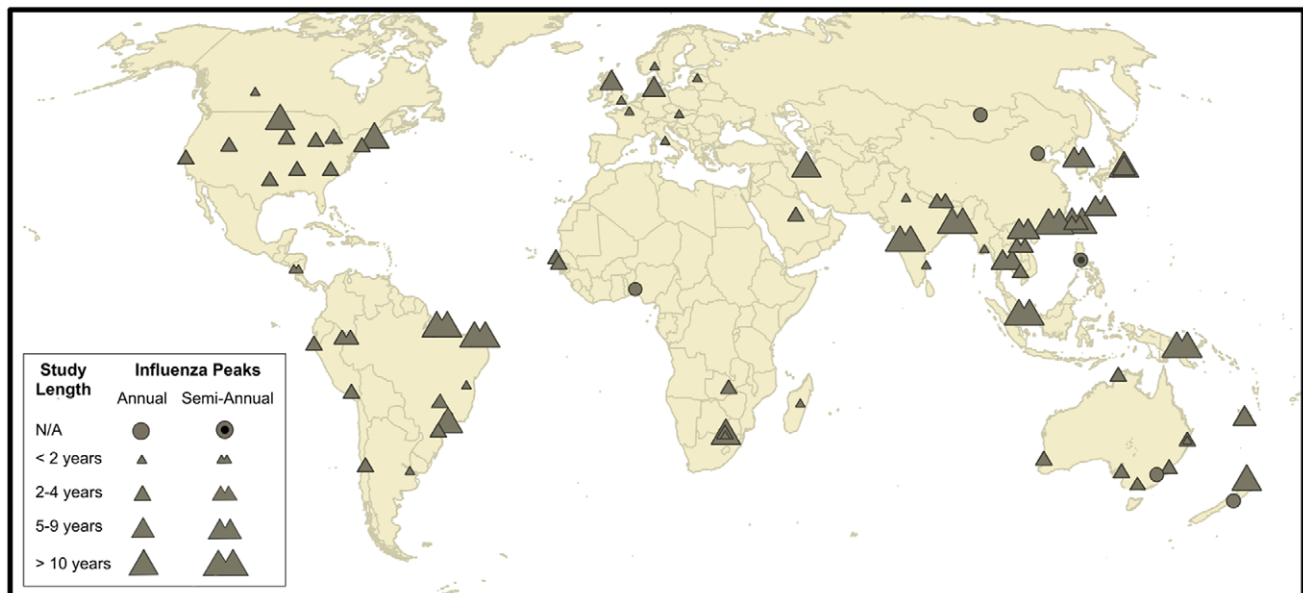 Study Length Influenza Peaks
Annual Semi-Annual
N/A
< 2 years
2-4 years
5-9 years
> 10 years